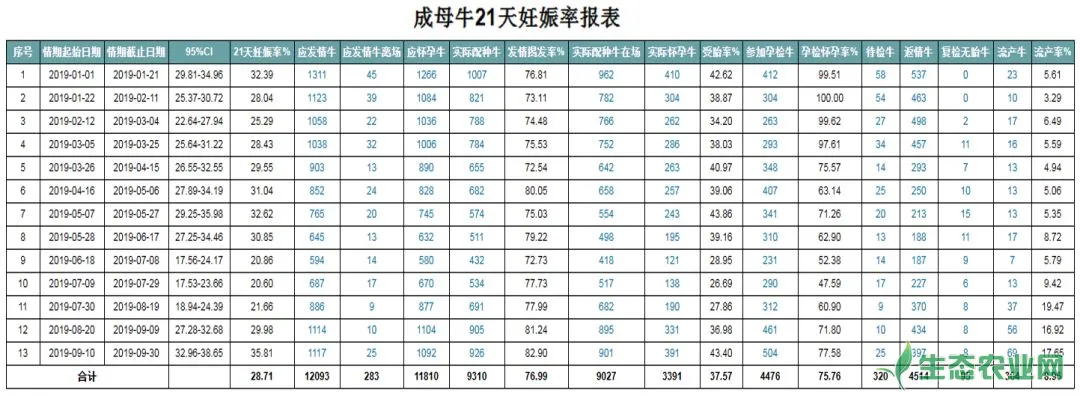 成母牛21天妊娠率报表
序号 情期起始日期 情期截止日期 95%CI 21天妊娠率% 应发情牛 应发情牛离场 应怀孕牛 实际配种牛 发情揭发率% 实际配种牛在场 实际怀孕牛 受胎率% 参加孕检牛 孕检怀孕率% 待检牛 返情牛 复检无胎牛 流产牛 流产率%
1 2019-01-01 2019-01-21 29.81-34.96 32.39 1311 45 1266 1007 76.81 962 410 42.62 412 99.51 58 537 0 23 5.61
2 2019-01-22 2019-02-11 25.37-30.72 28.04 1123 39 1084 821 73.11 782 304 38.87 304 100.00 54 463 0 10 3.29
3 2019-02-12 2019-03-04 22.64-27.94 25.29 1058 22 1036 788 74.48 766 262 34.20 263 99.62 27 498 2 17 6.49
4 2019-03-05 2019-03-25 25.64-31.22 28.43 1038 32 1006 784 75.53 752 286 38.03 293 97.61 34 457 11 16 5.59
5 2019-03-26 2019-04-15 26.55-32.55 29.55 903 13 890 655 72.54 642 263 40.97 348 75.57 14 293 7 13 4.94
6 2019-04-16 2019-05-06 27.89-34.19 31.04 852 24 828 682 80.05 658 257 39.06 407 63.14 25 250 10 13 5.06
7 2019-05-07 2019-05-27 29.25-35.98 32.62 765 20 745 574 75.03 554 243 43.86 341 71.26 20 213 15 13 5.35
8 2019-05-28 2019-06-17 27.25-34.46 30.85 645 13 632 511 79.22 498 195 39.16 310 62.90 13 188 11 17 8.72
9 2019-06-18 2019-07-08 17.56-24.17 20.86 594 14 580 432 72.73 418 121 28.95 231 52.38 14 187 9 7 5.79
10 2019-07-09 2019-07-29 17.53-23.66 20.60 687 17 670 534 77.73 517 138 26.69 290 47.59 17 227 6 13 9.42
11 2019-07-30 2019-08-19 18.94-24.39 21.66 886 9 877 691 77.99 682 190 27.86 312 60.90 9 370 8 37 19.47
12 2019-08-20 2019-09-09 27.28-32.68 29.98 1114 10 1104 905 81.24 895 331 36.98 461 71.80 10 434 8 56 16.92
13 2019-09-10 2019-09-30 32.96-38.65 35.81 1117 25 1092 926 82.90 901 391 43.40 504 77.58 25 397 69 17.65
合计 28.71 12093 283 11810 9310 76.99 9027 3391 37.57 4476 75.76 320 4514
生态农业网